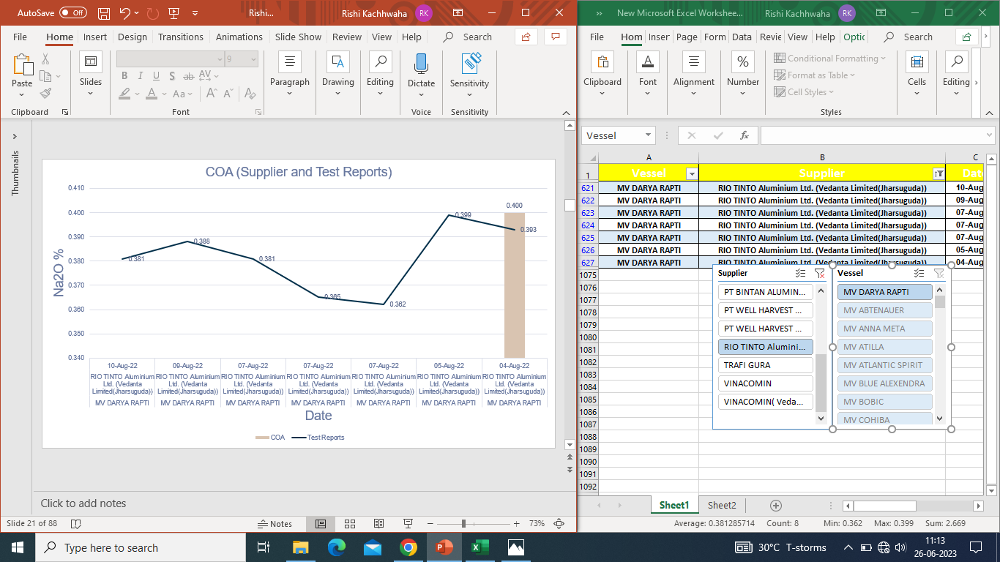 AutoSave Off Rishi... Rishi Kachhwaha RK
File Home Insert Design Transitions Animations Slide Show Review View Help Search
Paste Slides 9 Paragraph Drawing Editing Dictate Sensitivity
B I U S ab AV
A Aa A A A
Clipboard Font Voice Sensitivity
Thumbnails
COA (Supplier and Test Reports)
0.410
0.400
0.390
0.380
0.370
0.360
0.350
0.340
Na2O %
0.381 0.388 0.381 0.365 0.362 0.399 0.393 0.400
10-Aug-22 09-Aug-22 07-Aug-22 07-Aug-22 07-Aug-22 05-Aug-22 04-Aug-22
RIO TINTO Aluminium RIO TINTO Aluminium RIO TINTO Aluminium RIO TINTO Aluminium RIO TINTO Aluminium RIO TINTO Aluminium RIO TINTO Aluminium
Ltd. (Vedanta Ltd. (Vedanta Ltd. (Vedanta Ltd. (Vedanta Ltd. (Vedanta Ltd. (Vedanta Ltd. (Vedanta
Limited(Jharsuguda)) Limited(Jharsuguda)) Limited(Jharsuguda)) Limited(Jharsuguda)) Limited(Jharsuguda)) Limited(Jharsuguda)) Limited(Jharsuguda))
MV DARYA RAPTI MV DARYA RAPTI MV DARYA RAPTI MV DARYA RAPTI MV DARYA RAPTI MV DARYA RAPTI MV DARYA RAPTI
Date
COA Test Reports
Click to add notes
Slide 21 of 88 Notes 73%
New Microsoft Excel Workshee... Rishi Kachhwaha RK
File Hom Inser Page Form Data Revie View Help Optic Search
Clipboard Font Alignment Number Conditional Formatting Cells Editing
Format as Table
Cell Styles
Styles
Vessel fx
A B C
1 Vessel Supplier Dat
621 MV DARYA RAPTI RIO TINTO Aluminium Ltd. (Vedanta Limited(Jharsuguda)) 10-Aug
622 MV DARYA RAPTI RIO TINTO Aluminium Ltd. (Vedanta Limited(Jharsuguda)) 09-Aug
623 MV DARYA RAPTI RIO TINTO Aluminium Ltd. (Vedanta Limited(Jharsuguda)) 07-Aug
624 MV DARYA RAPTI RIO TINTO Aluminium Ltd. (Vedanta Limited(Jharsuguda)) 07-Aug
625 MV DARYA RAPTI RIO TINTO Aluminium Ltd. (Vedanta Limited(Jharsuguda)) 07-Aug
626 MV DARYA RAPTI RIO TINTO Aluminium Ltd. (Vedanta Limited(Jharsuguda)) 05-Aug
627 MV DARYA RAPTI RIO TINTO Aluminium Ltd. (Vedanta Limited(Jharsuguda)) 04-Aug
1075
1076
1077
1078
1079
1080
1081
1082
1083
1084
1085
1086
1087
1088
1089
1090
1091
1092
Supplier
PT BINTAN ALUMIN...
PT WELL HARVEST ...
PT WELL HARVEST ...
RIO TINTO Alumini...
TRAFI GURA
VINACOMIN
VINACOMIN( Veda...
Vessel
MV DARYA RAPTI
MV ABTENAUER
MV ANNA META
MV ATILLA
MV ATLANTIC SPIRIT
MV BLUE ALEXENDRA
MV BOBIC
MV COHIBA
Sheet1 Sheet2
Average: 0.381285714 Count: 8 Min: 0.362 Max: 0.399 Sum: 2.669
Type here to search 30°C T-storms 11:13
26-06-2023